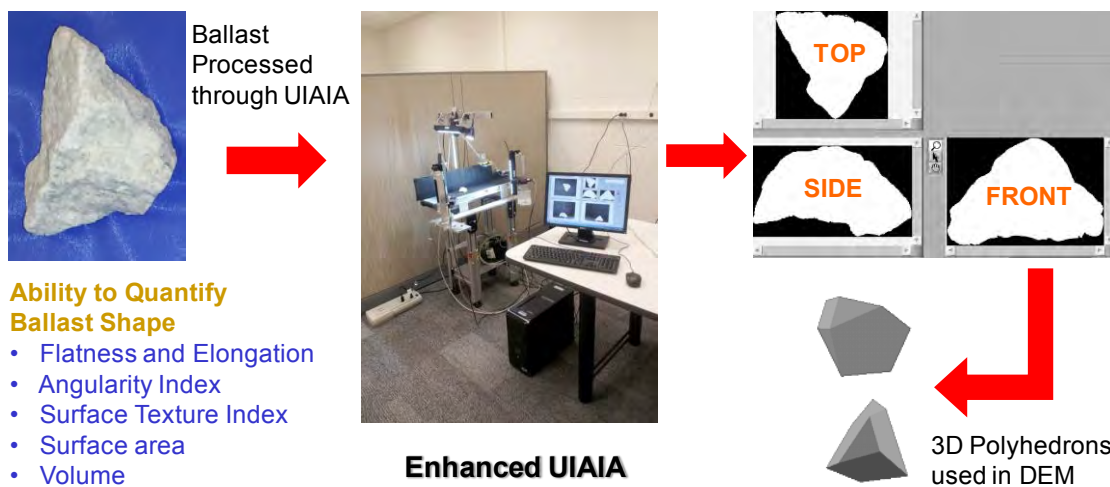 Ballast
Processed
through UIAIA
TOP
SIDE
FRONT
Ability to Quantify
Ballast Shape
• Flatness and Elongation
• Angularity Index
• Surface Texture Index
• Surface area
• Volume
Enhanced UIAIA
3D Polyhedrons
used in DEM